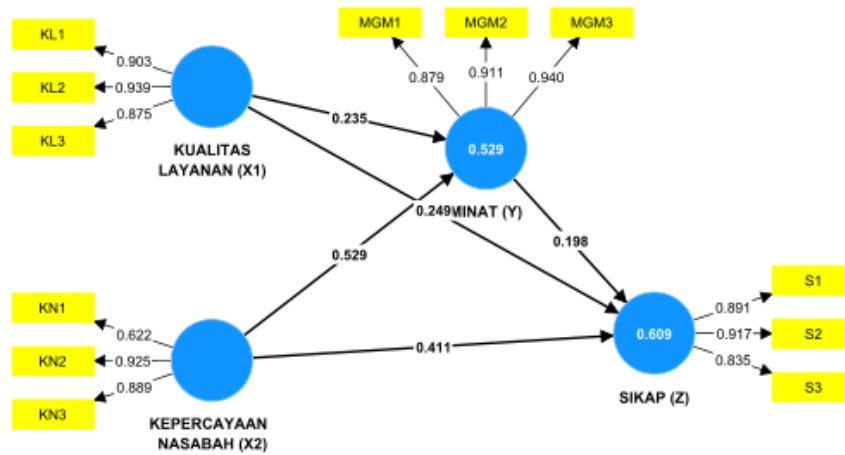 MGM1
MGM2
MGM3
KL1
KL2
KL3
0.903
0.939
0.875
0.879
0.911
0.940
KUALITAS
LAYANAN (X1)
0.235
0.529
MINAT (Y)
0.249
0.529
0.198
0.411
KN1
KN2
KN3
0.622
0.925
0.889
KEPERCAYAAN
NASABAH (X2)
0.609
SIKAP (Z)
0.891
0.917
0.835
S1
S2
S3